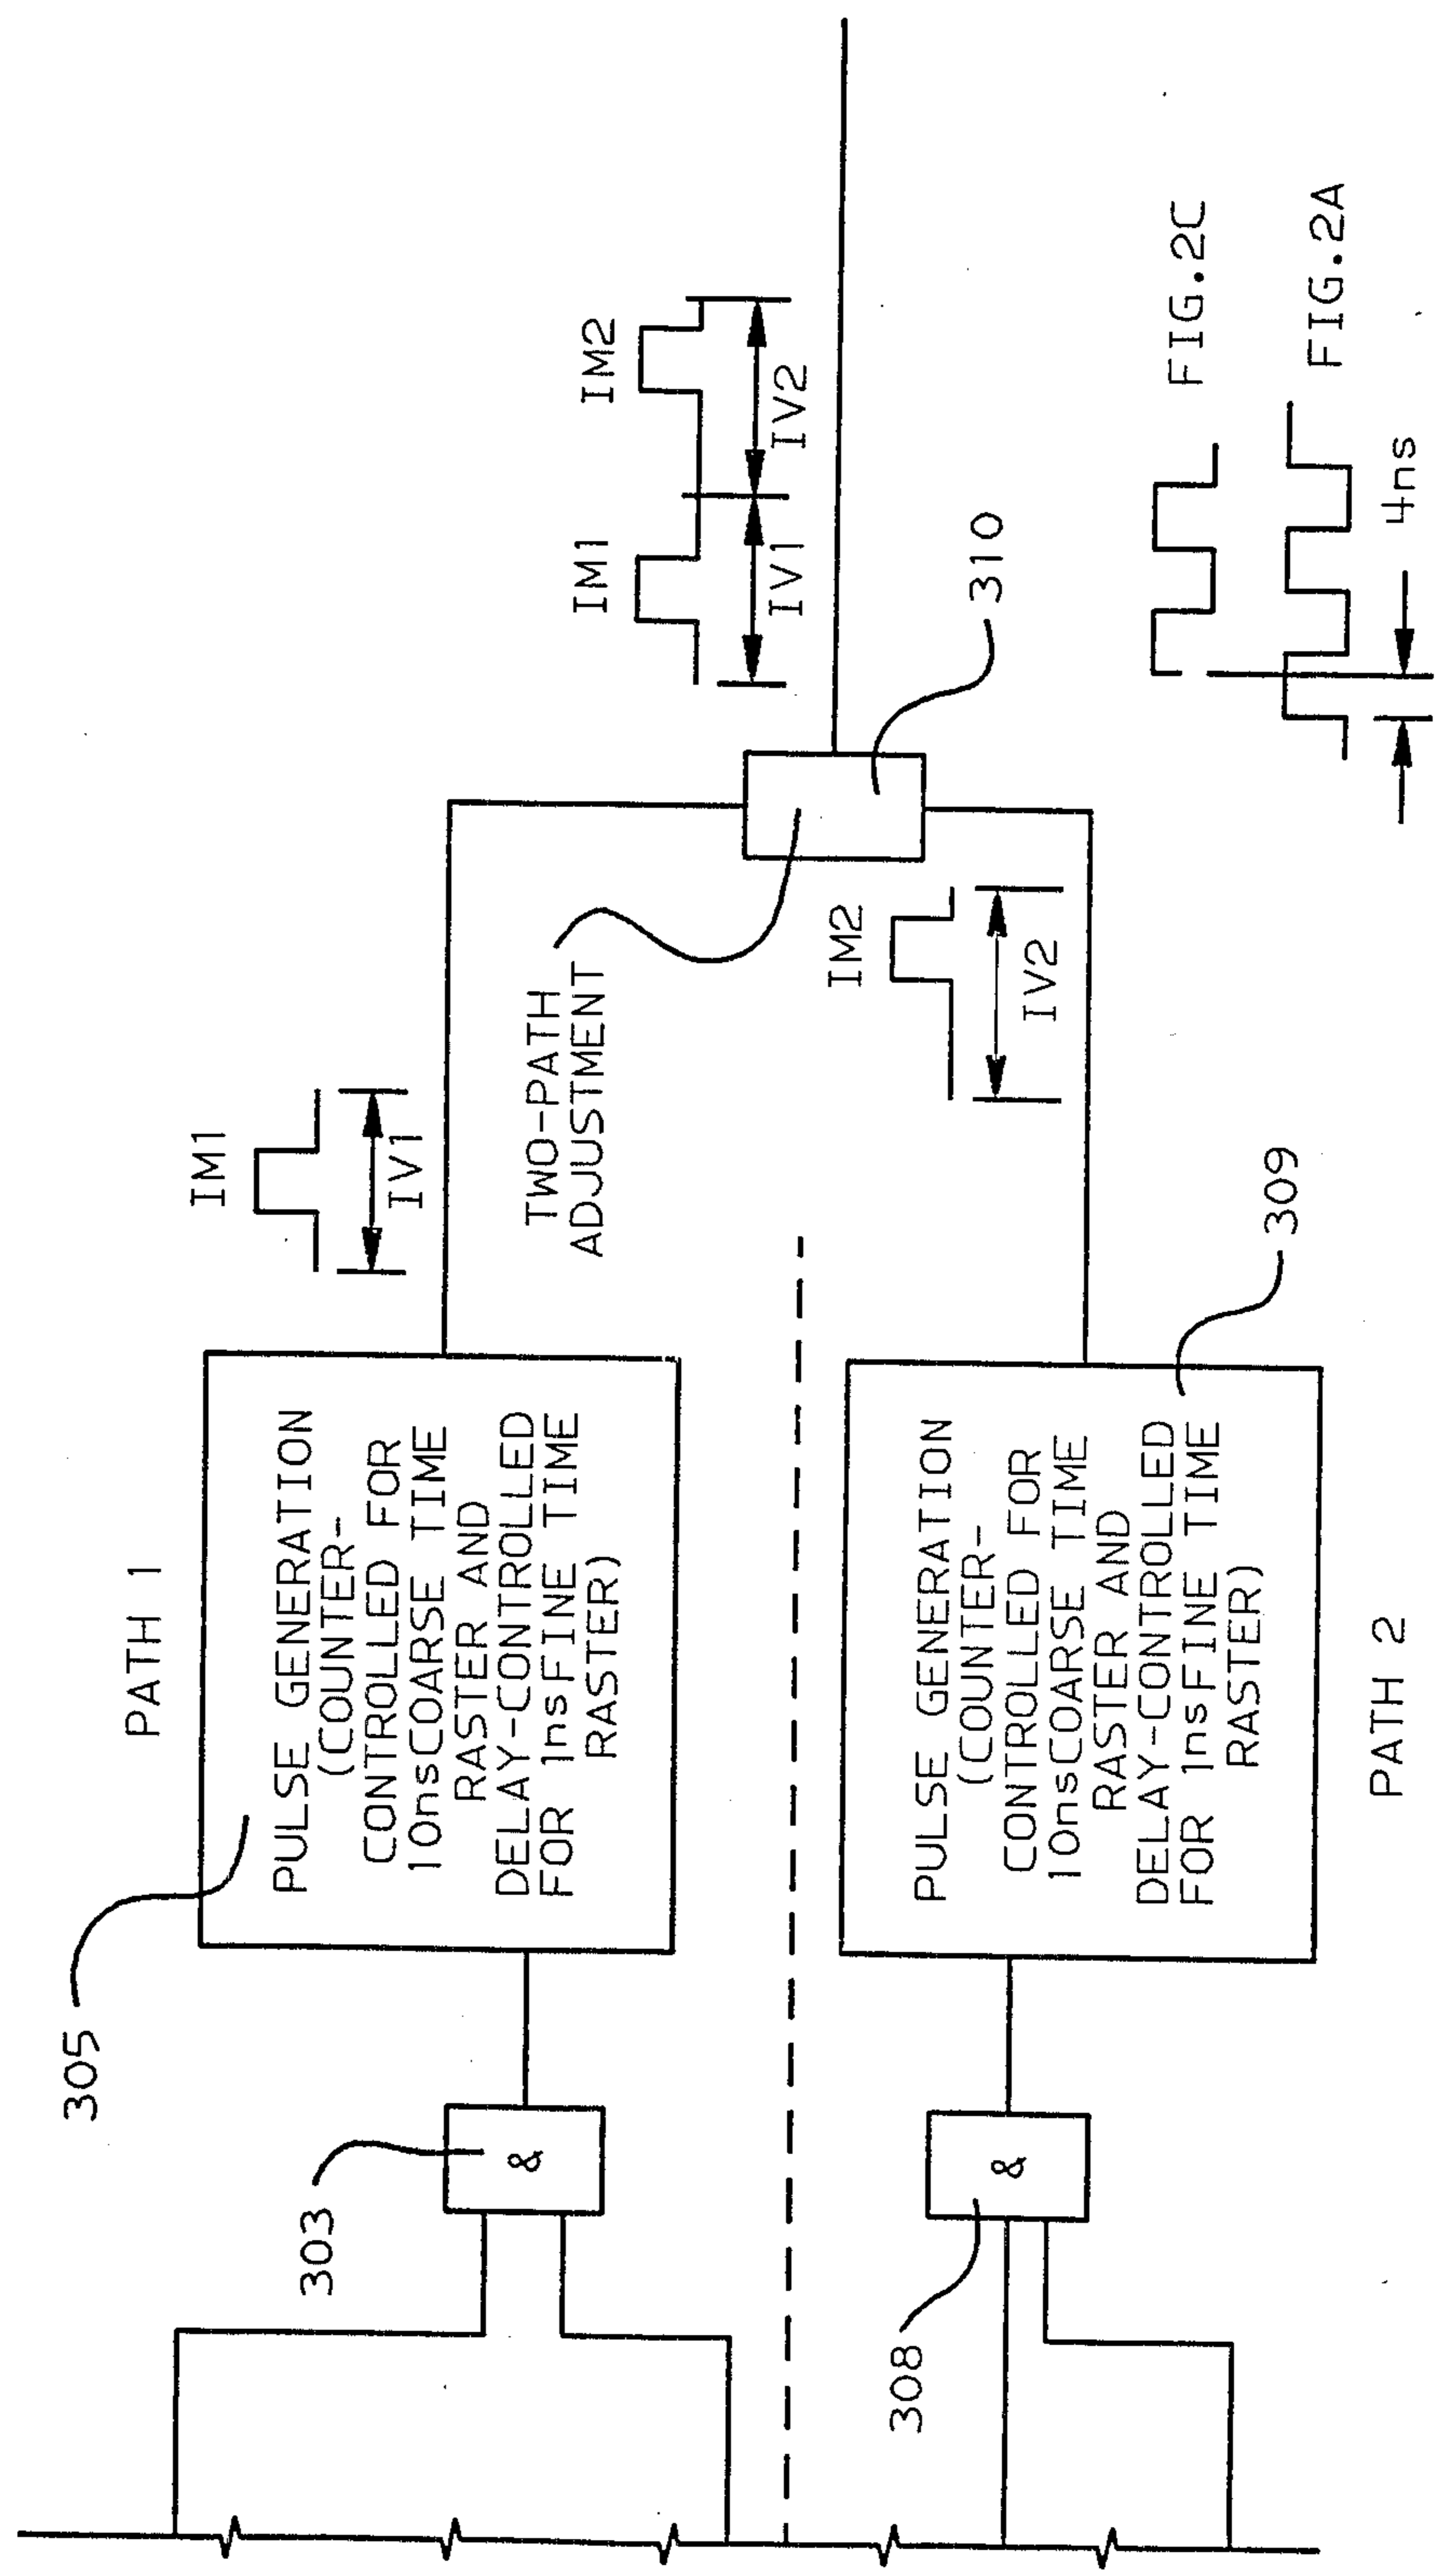 PATH 1
305
PULSE GENERATION
(COUNTER-
CONTROLLED FOR
10nsCOARSE TIME
RASTER AND
DELAY-CONTROLLED
FOR 1nsFINE TIME
RASTER)
303
&
IM1
IV1
TWO-PATH
ADJUSTMENT
IM1
IM2
IV1
IV2
310
IM2
IV2
308
&
PULSE GENERATION
(COUNTER-
CONTROLLED FOR
10nsCOARSE TIME
RASTER AND
DELAY-CONTROLLED
FOR 1nsFINE TIME
RASTER)
309
PATH 2
FIG.2C
FIG.2A
4ns